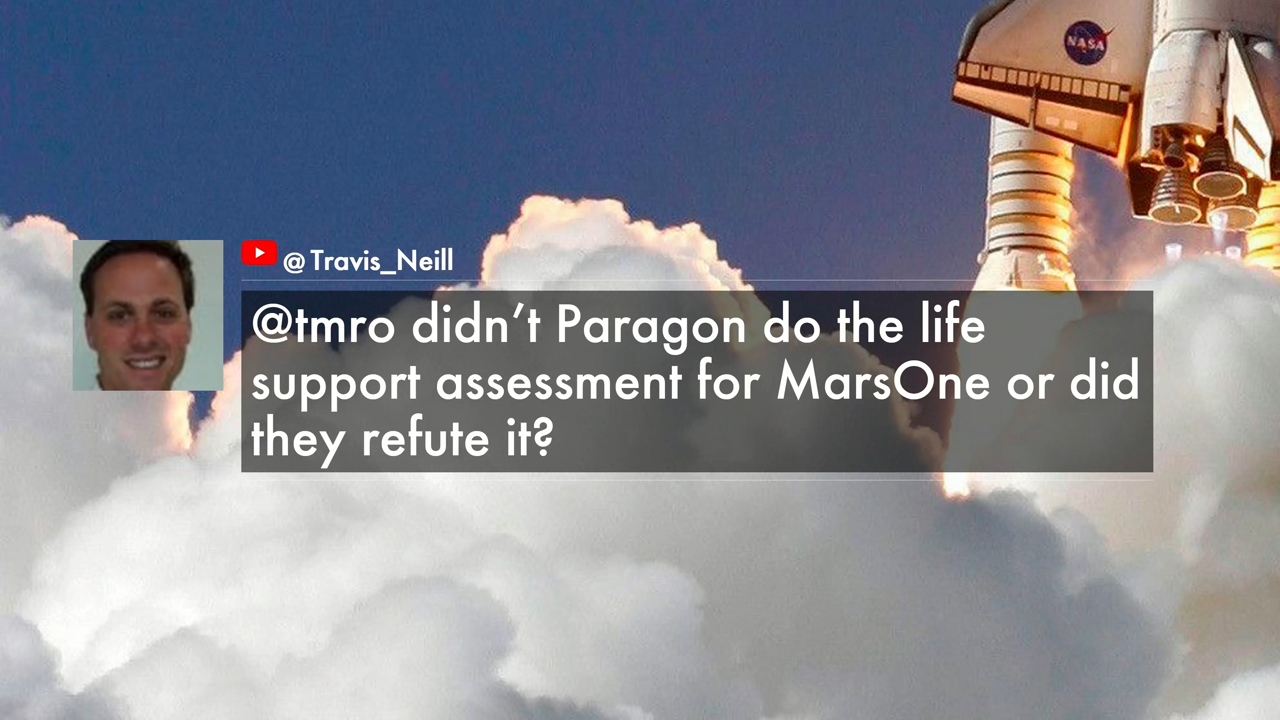 NASA
@Travis_Neill
@tmro didn’t Paragon do the life
support assessment for MarsOne or did
they refute it?